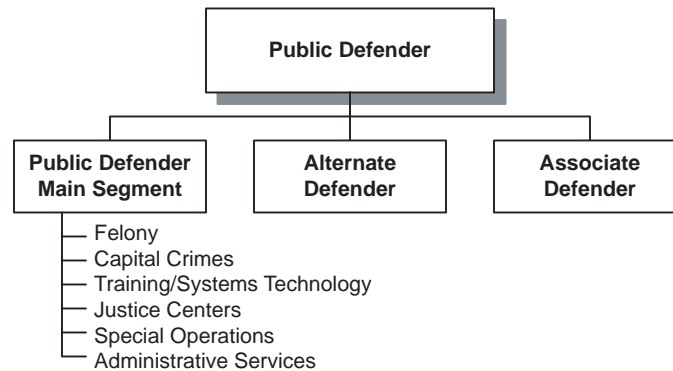 Public Defender
Public Defender
Main Segment
Alternate
Defender
Associate
Defender
Felony
Capital Crimes
Training/Systems Technology
Justice Centers
Special Operations
Administrative Services